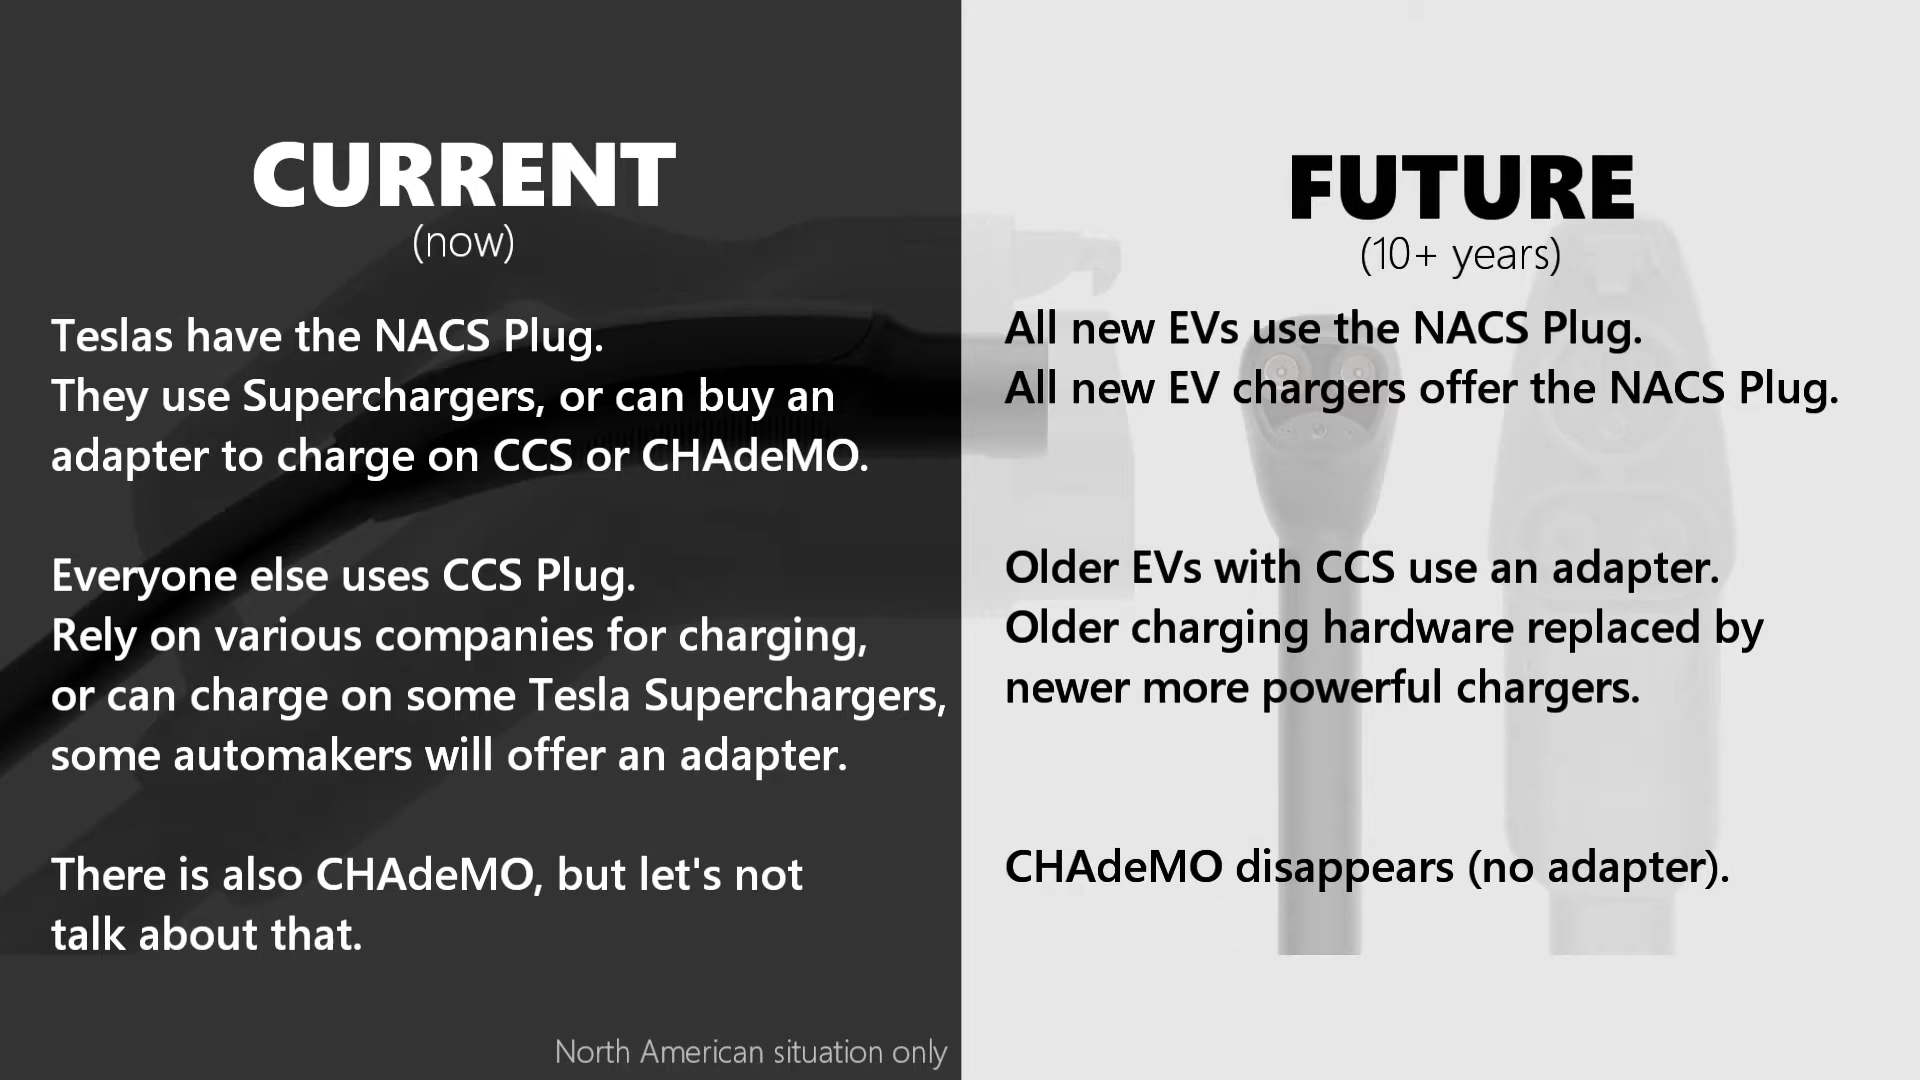 CURRENT
(now)
Teslas have the NACS Plug.
They use Superchargers, or can buy an
adapter to charge on CCS or CHAdeMO.
Everyone else uses CCS Plug.
Rely on various companies for charging,
or can charge on some Tesla Superchargers,
some automakers will offer an adapter.
There is also CHAdeMO, but let's not
talk about that.
North American situation only
FUTURE
(10+ years)
All new EVs use the NACS Plug.
All new EV chargers offer the NACS Plug.
Older EVs with CCS use an adapter.
Older charging hardware replaced by
newer more powerful chargers.
CHAdeMO disappears (no adapter).